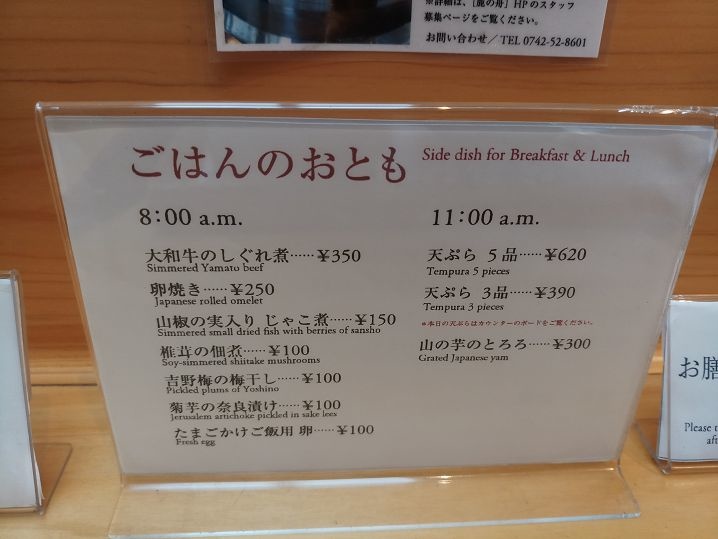 ※詳細は、[鹿の舟] HPのスタッフ
募集ページをご覧ください。
お問い合わせ／TEL 0742-52-8601
ごはんのおとも
Side dish for Breakfast & Lunch
8:00 a.m.
大和牛のしぐれ煮……¥350
Simmered Yamato beef
卵焼き……¥250
Japanese rolled omelet
山椒の実入り じゃこ煮……¥150
Simmered small dried fish with berries of sansho
椎茸の佃煮……¥100
Soy-simmered shiitake mushrooms
吉野梅の梅干し……¥100
Pickled plums of Yoshino
菊芋の奈良漬け……¥100
Jerusalem artichoke pickled in sake lees
たまごかけご飯用 卵……¥100
Fresh egg
11:00 a.m.
天ぷら 5品……¥620
Tempura 5 pieces
天ぷら 3品……¥390
Tempura 3 pieces
※本日の天ぷらはカウンターのボードをご覧ください。
山の芋のとろろ……¥300
Grated Japanese yam
お膳
Please
aft